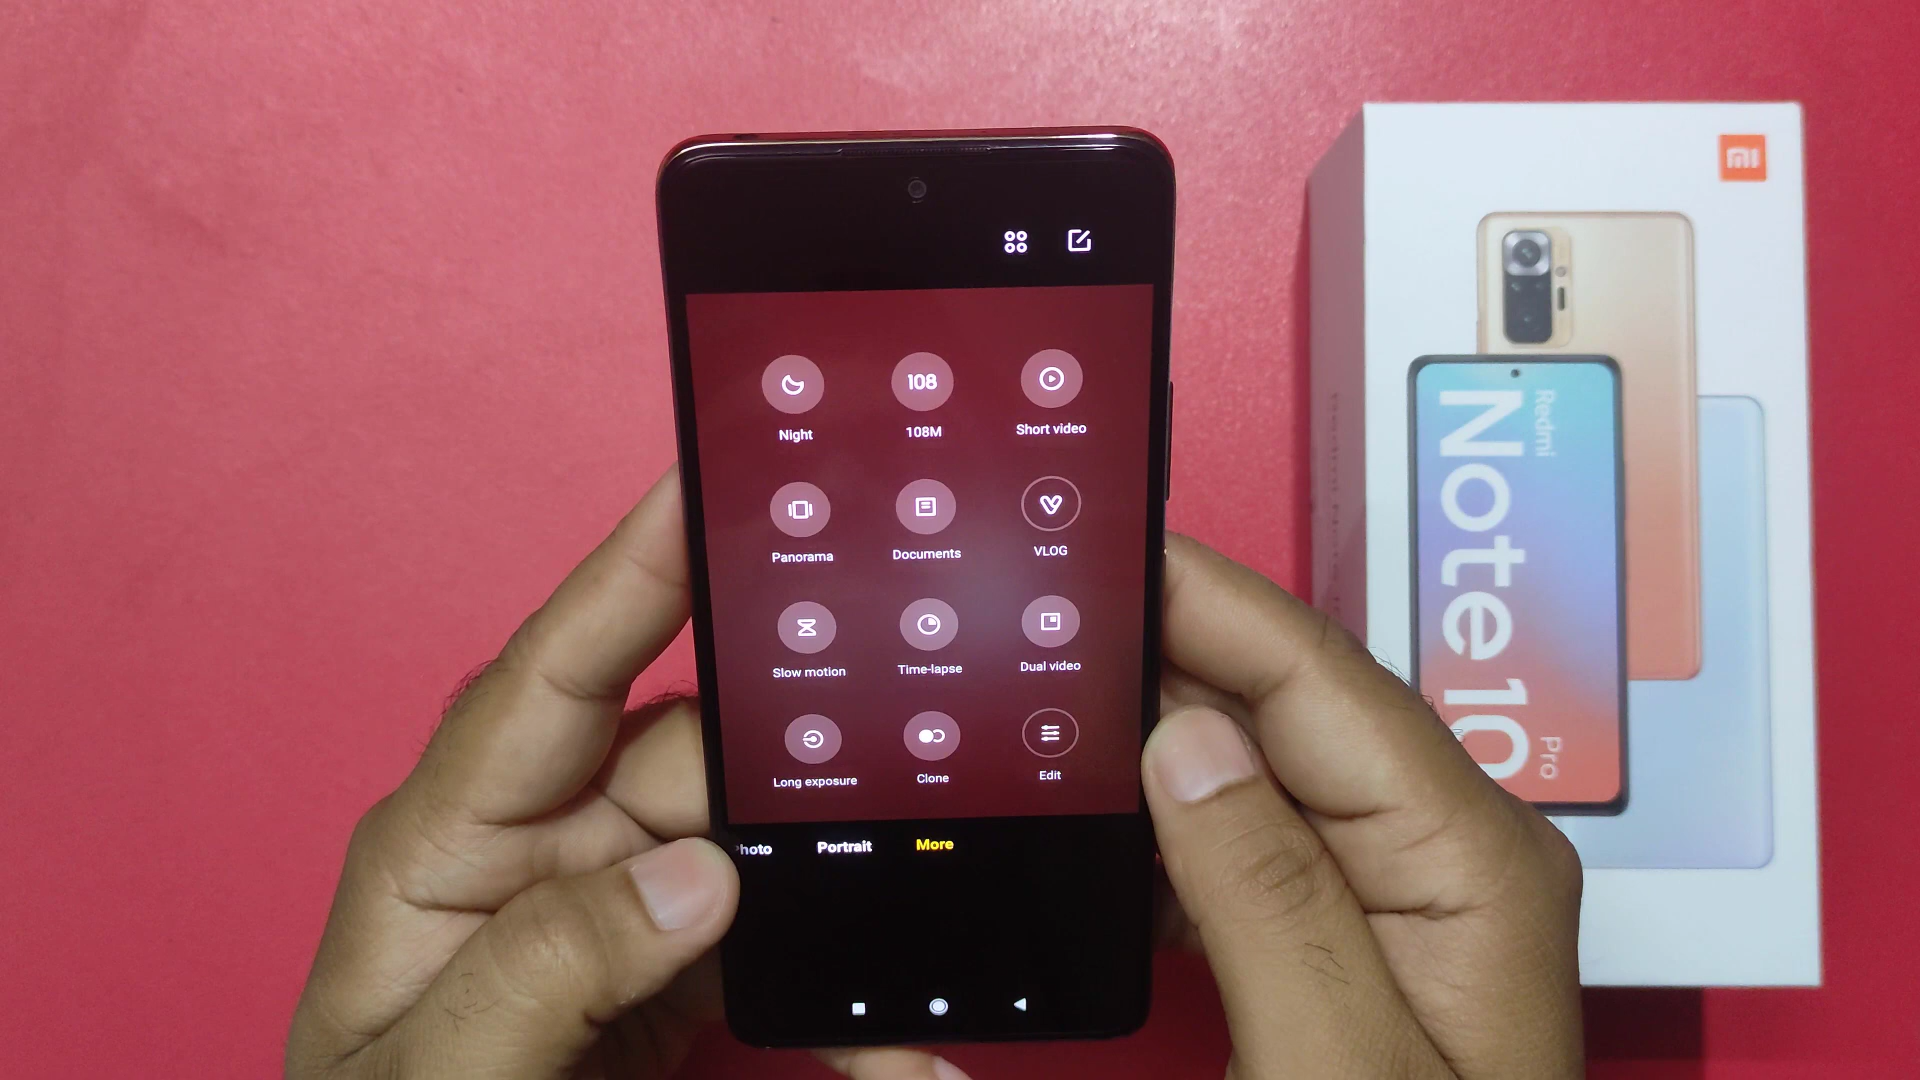 108
Night
108M
Short video
Panorama
Documents
VLOG
Slow motion
Time-lapse
Dual video
Long exposure
Clone
Edit
Portrait
More
mi
Redmi
Note 10
Pro